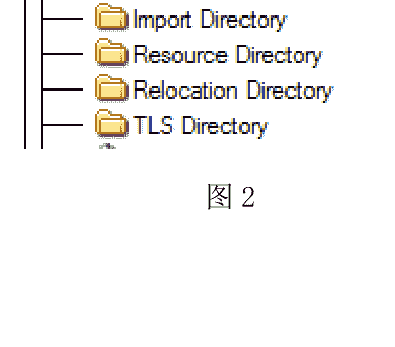 Import Directory
Resource Directory
Relocation Directory
TLS Directory
图 2